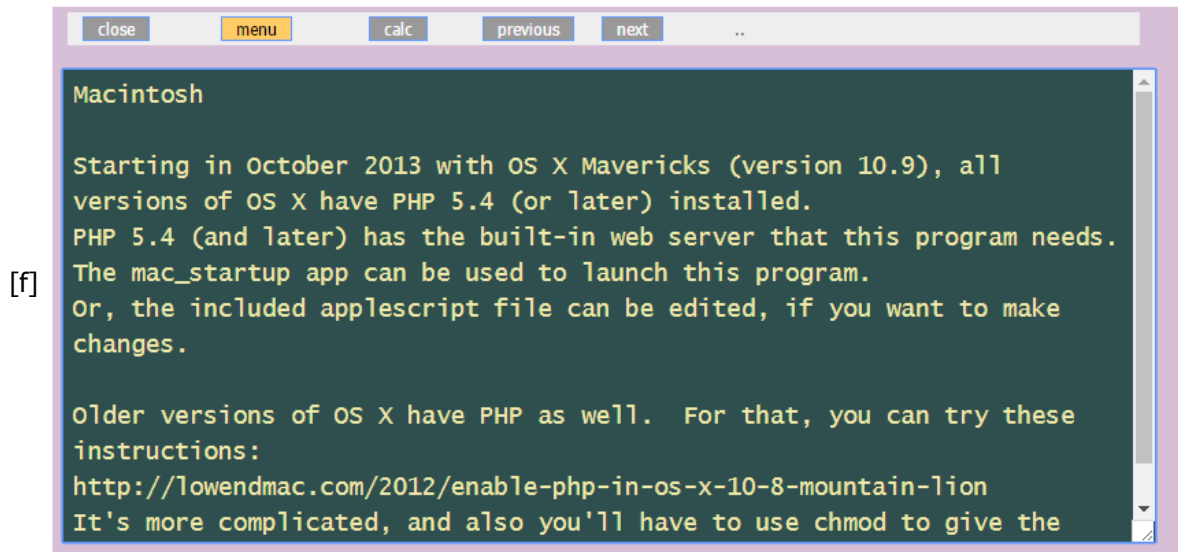 close menu calc previous next ..
Macintosh
Starting in October 2013 with OS X Mavericks (version 10.9), all
versions of OS X have PHP 5.4 (or later) installed.
PHP 5.4 (and later) has the built-in web server that this program needs.
[f]
The mac_startup app can be used to launch this program.
Or, the included applescript file can be edited, if you want to make
changes.
Older versions of OS X have PHP as well.  For that, you can try these
instructions:
http://lowendmac.com/2012/enable-php-in-os-x-10-8-mountain-lion
It's more complicated, and also you'll have to use chmod to give the